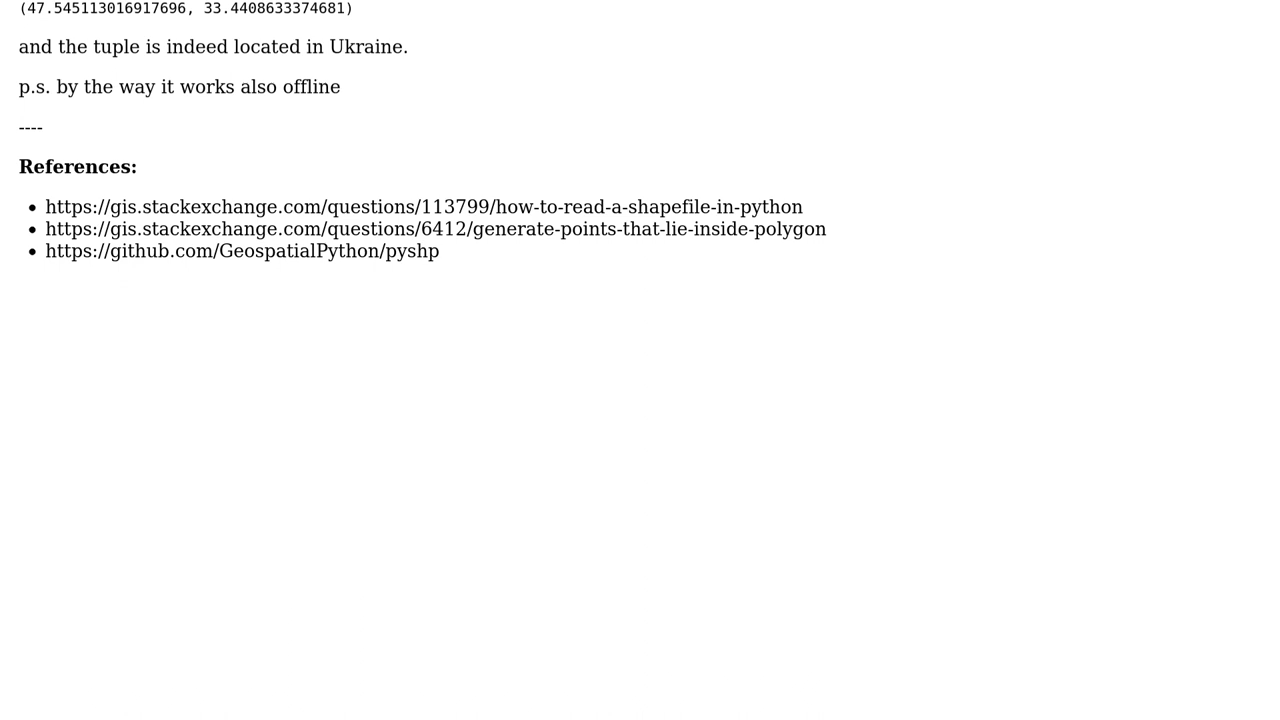 (47.545113016917696, 33.4408633374681)
and the tuple is indeed located in Ukraine.
p.s. by the way it works also offline
----
References:
• https://gis.stackexchange.com/questions/113799/how-to-read-a-shapefile-in-python
• https://gis.stackexchange.com/questions/6412/generate-points-that-lie-inside-polygon
• https://github.com/GeospatialPython/pyshp